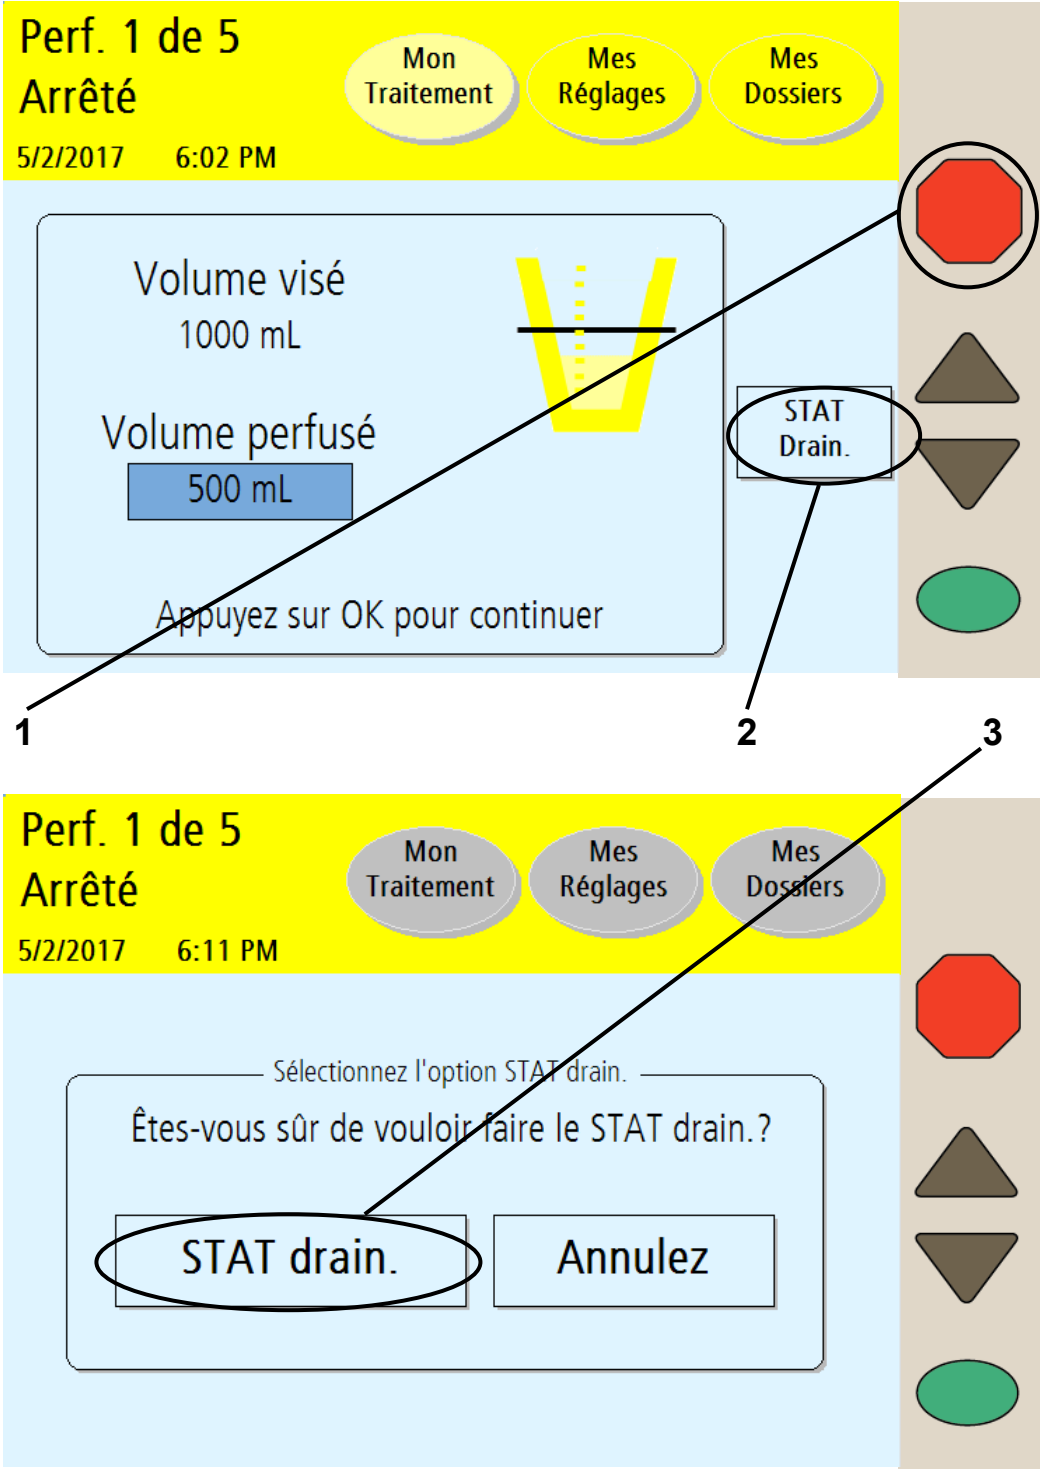 Perf. 1 de 5
Arrêté
5/2/2017 6:02 PM
Mon
Traitement
Mes
Réglages
Mes
Dossiers
Volume visé
1000 mL
Volume perfusé
500 mL
Appuyez sur OK pour continuer
STAT
Drain.
1
2
3
Perf. 1 de 5
Arrêté
5/2/2017 6:11 PM
Mon
Traitement
Mes
Réglages
Mes
Dossiers
Sélectionnez l'option STAT drain.
Êtes-vous sûr de vouloir faire le STAT drain.?
STAT drain.
Annulez